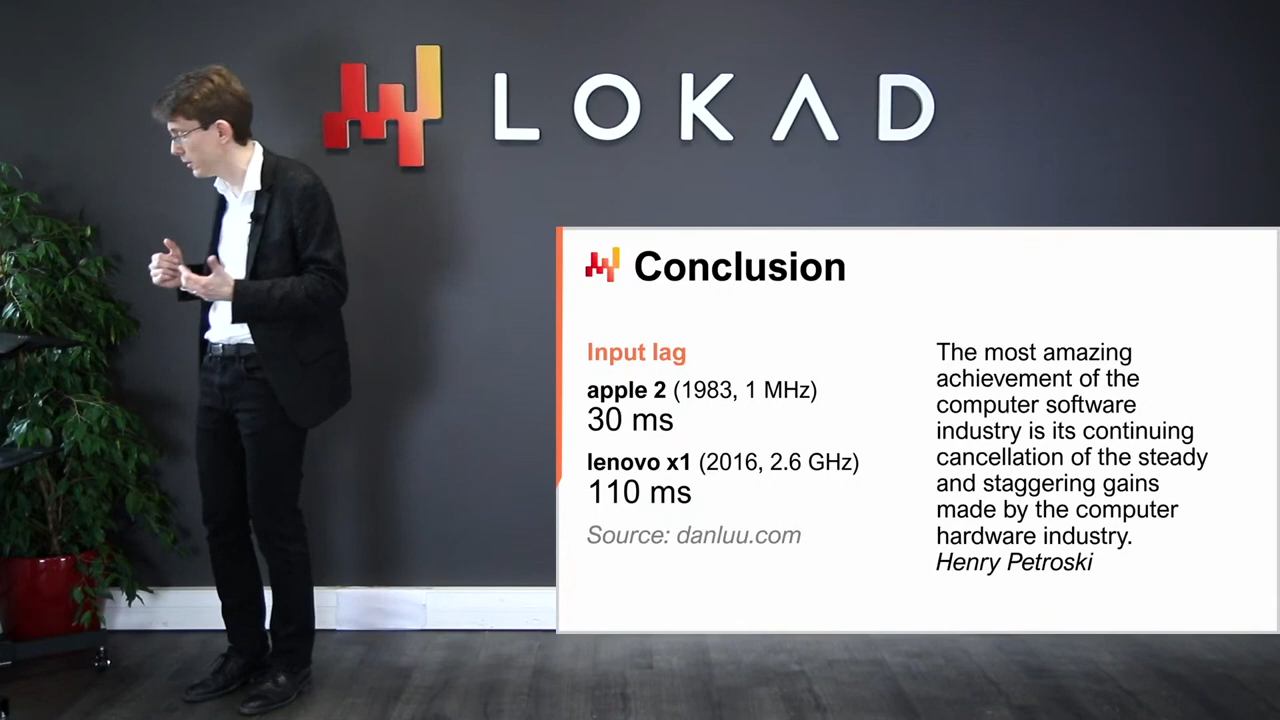 LOKAD
Conclusion
Input lag
apple 2 (1983, 1 MHz)
30 ms
lenovo x1 (2016, 2.6 GHz)
110 ms
Source: danluu.com
The most amazing
achievement of the
computer software
industry is its continuing
cancellation of the steady
and staggering gains
made by the computer
hardware industry.
Henry Petroski